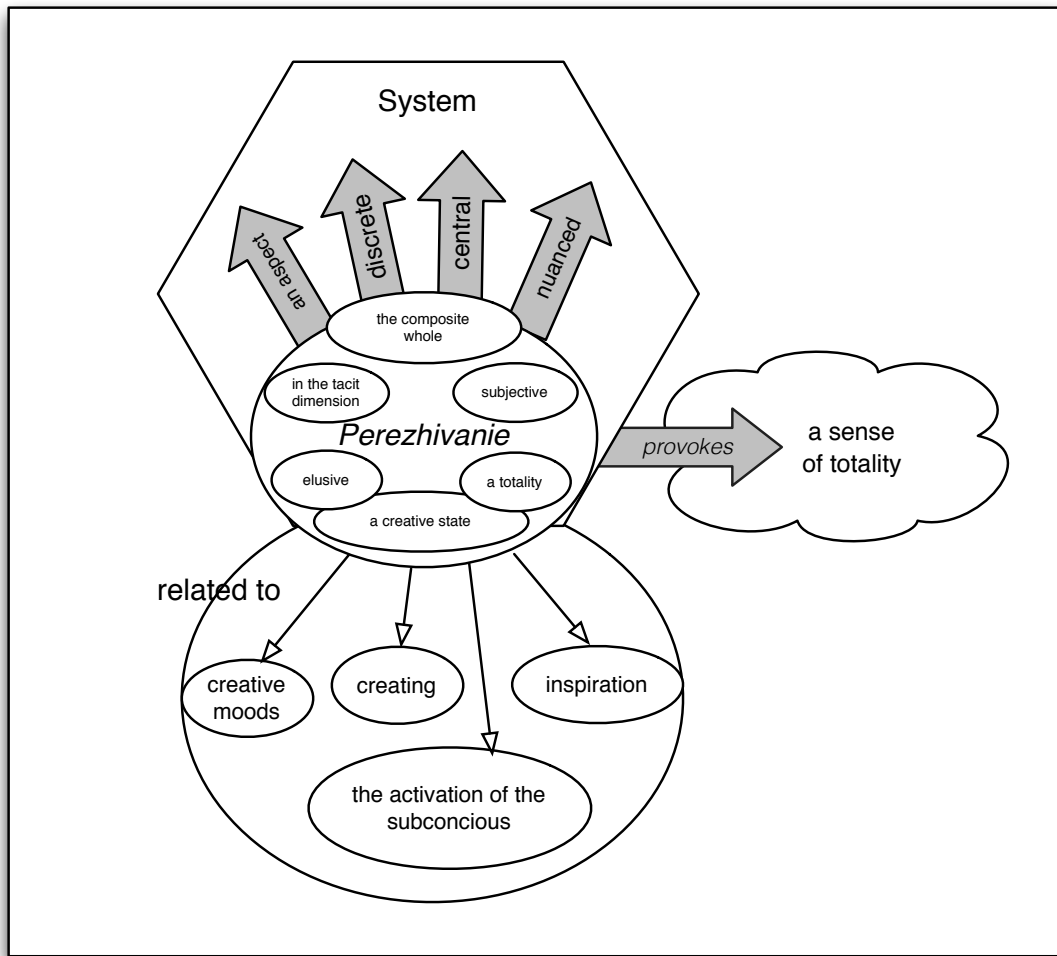 System
an aspect
discrete
central
nuanced
the composite
whole
in the tacit
dimension
subjective
Perezhivanie
provokes
a sense
of totality
elusive
a totality
a creative state
related to
creative
moods
creating
inspiration
the activation of the
subconcious